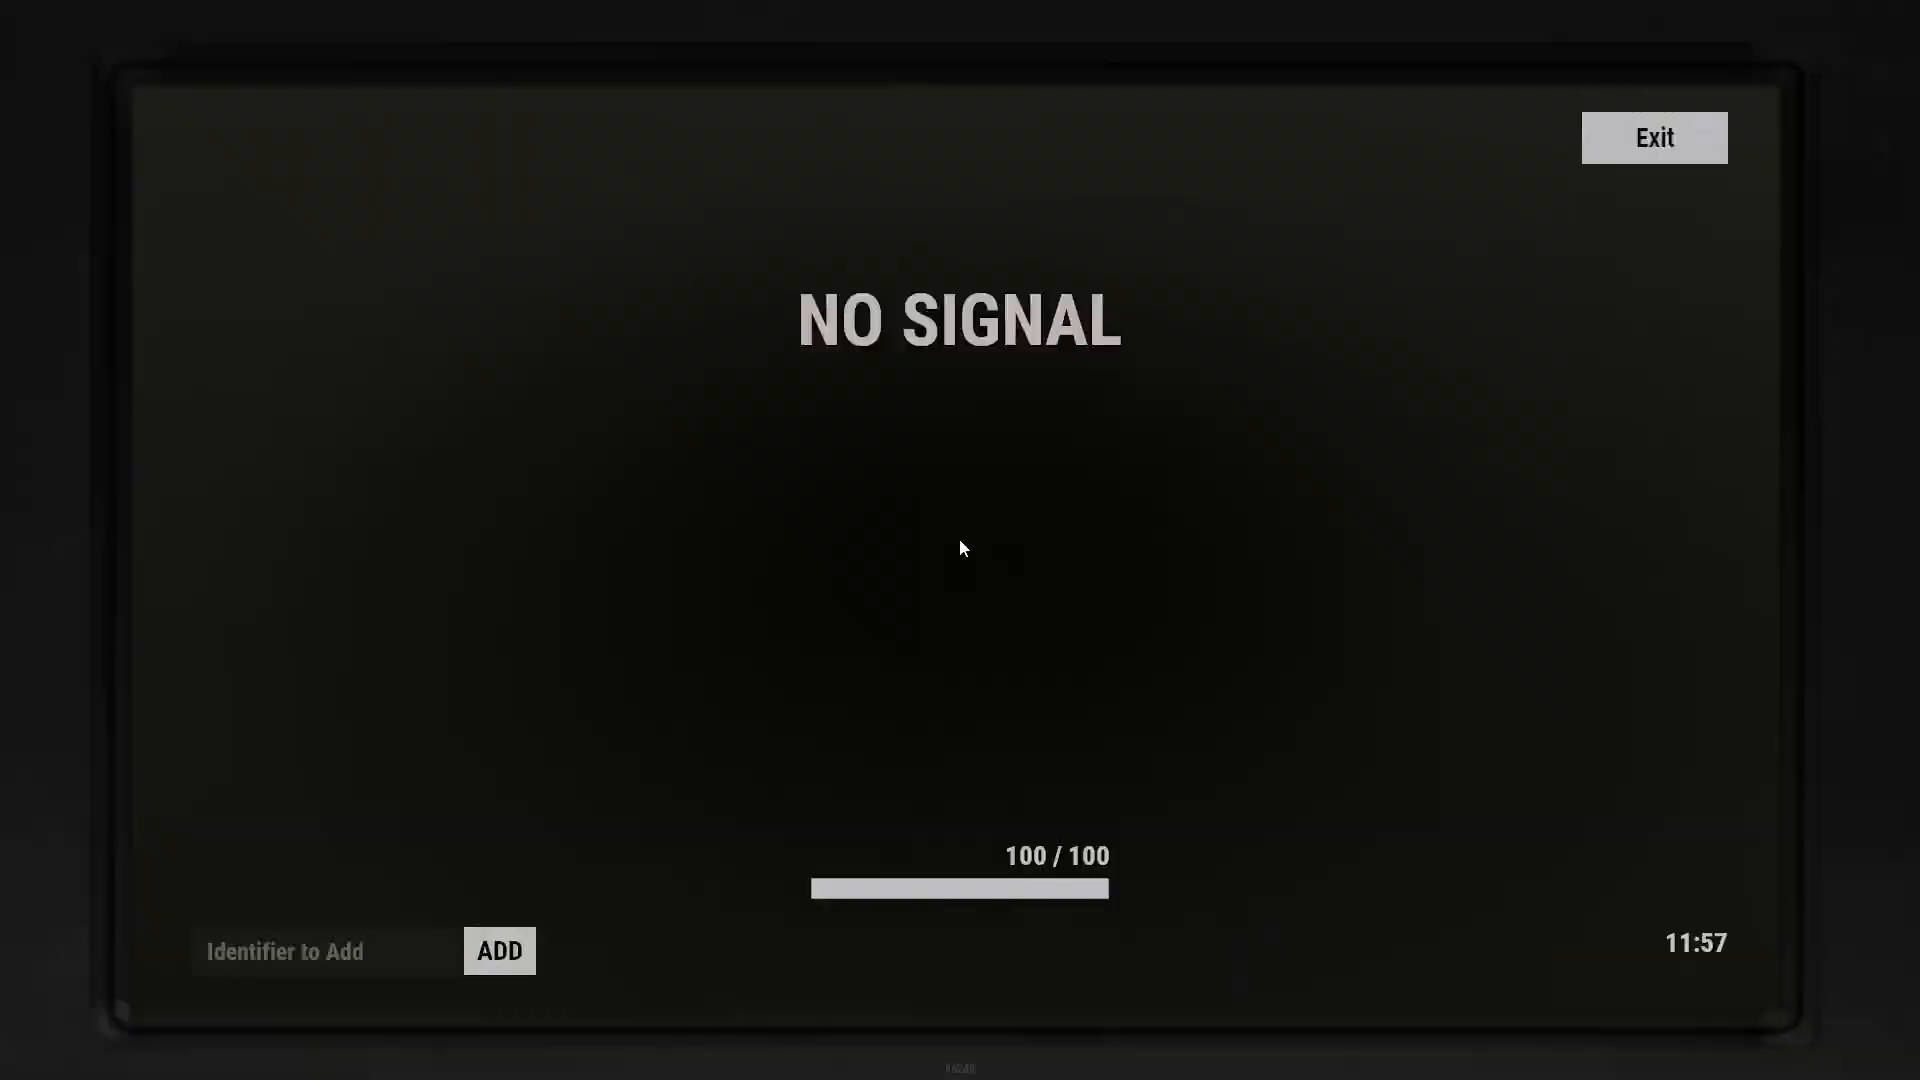 Exit
NO SIGNAL
100 / 100
Identifier to Add
ADD
11:57